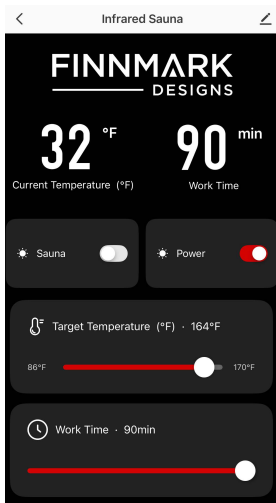 Infrared Sauna
FINNMARK
DESIGNS
32 °F
90 min
Current Temperature (°F)
Work Time
Sauna
Power
Target Temperature (°F) · 164°F
86°F
170°F
Work Time · 90min